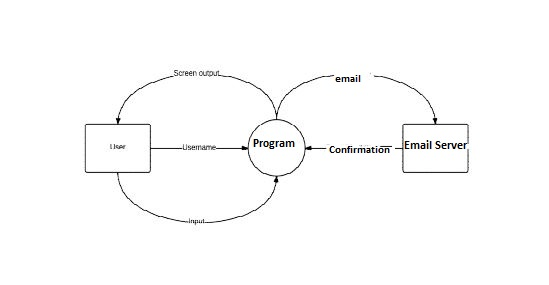 Screen output
email
User
Username
Program
Confirmation
Email Server
input